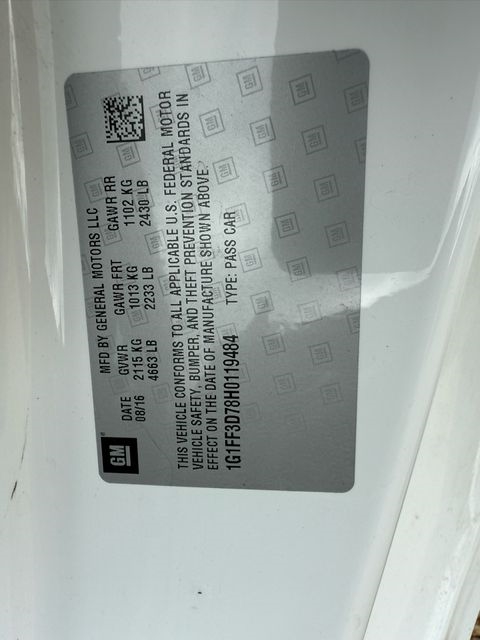 GM
MFD BY GENERAL MOTORS LLC
DATE GVWR GAWR FRT GAWR RR
08/16 2115 KG 1013 KG 1102 KG
4663 LB 2233 LB 2430 LB
THIS VEHICLE CONFORMS TO ALL APPLICABLE U.S. FEDERAL MOTOR
VEHICLE SAFETY, BUMPER, AND THEFT PREVENTION STANDARDS IN
EFFECT ON THE DATE OF MANUFACTURE SHOWN ABOVE.
1G1FF3D78H0119484 TYPE: PASS CAR